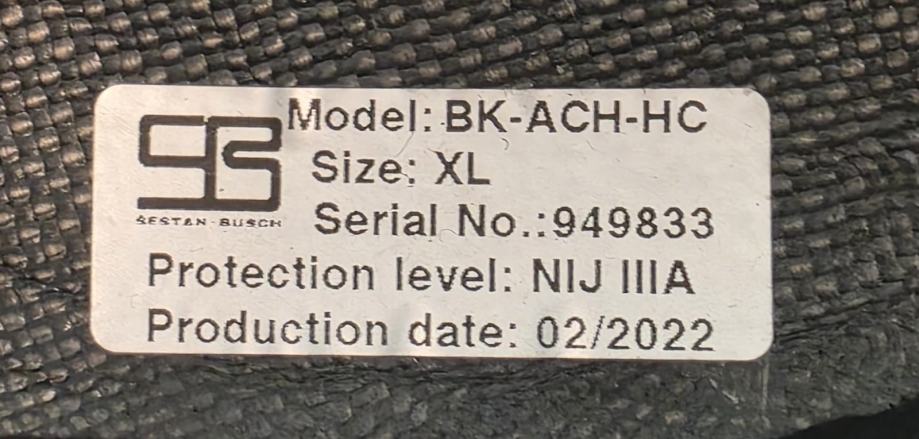 Model: BK-ACH-HC
Size: XL
SESTAN-BUSCH
Serial No.:949833
Protection level: NIJ IIIA
Production date: 02/2022